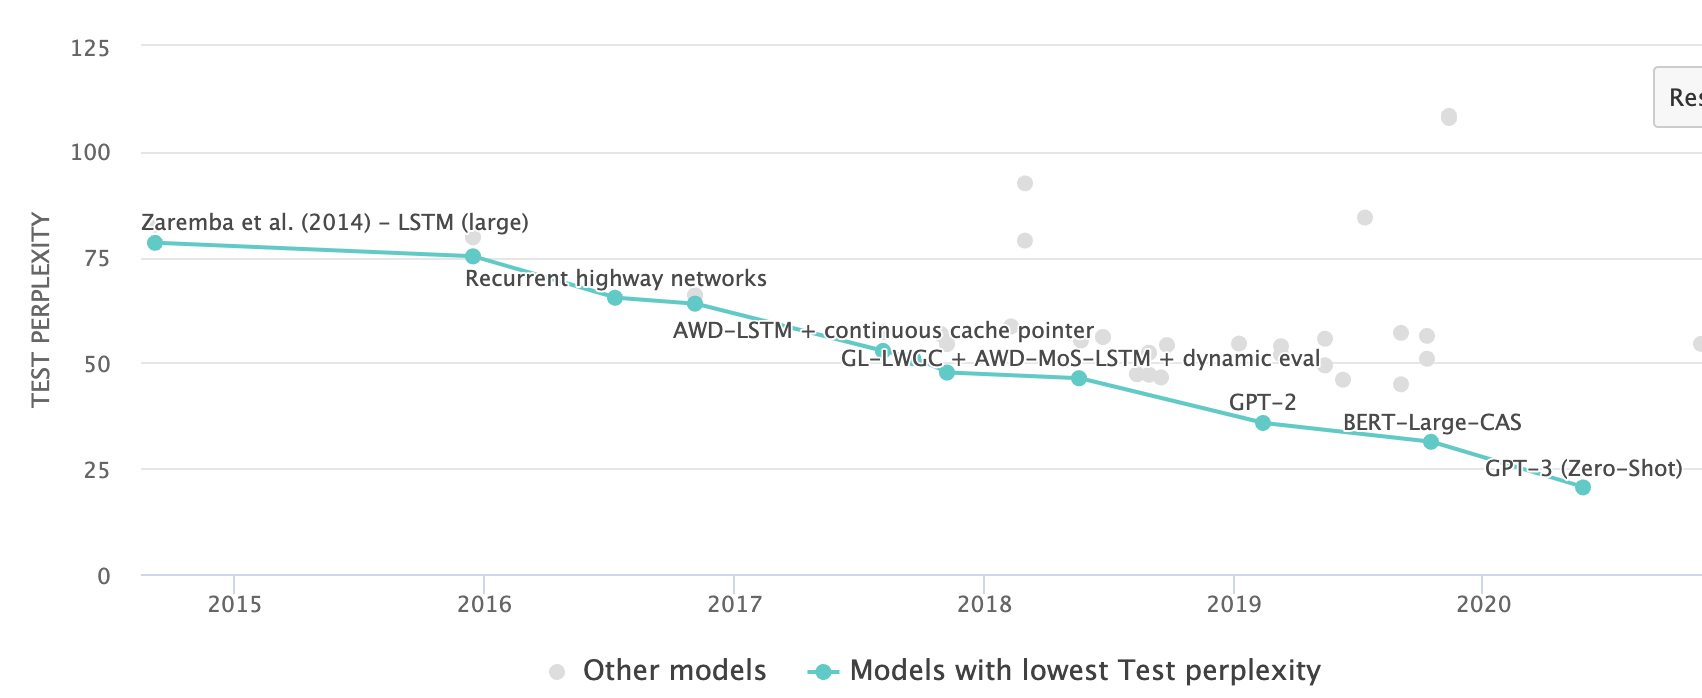 125
Res
100
Zaremba et al. (2014) – LSTM (large)
75
Recurrent highway networks
TEST PERPLEXITY
AWD–LSTM + continuous cache pointer
GL–LWGC + AWD–MoS–LSTM + dynamic eval
50
GPT–2
BERT–Large–CAS
GPT–3 (Zero–Shot)
25
0
2015 2016 2017 2018 2019 2020
Other models Models with lowest Test perplexity